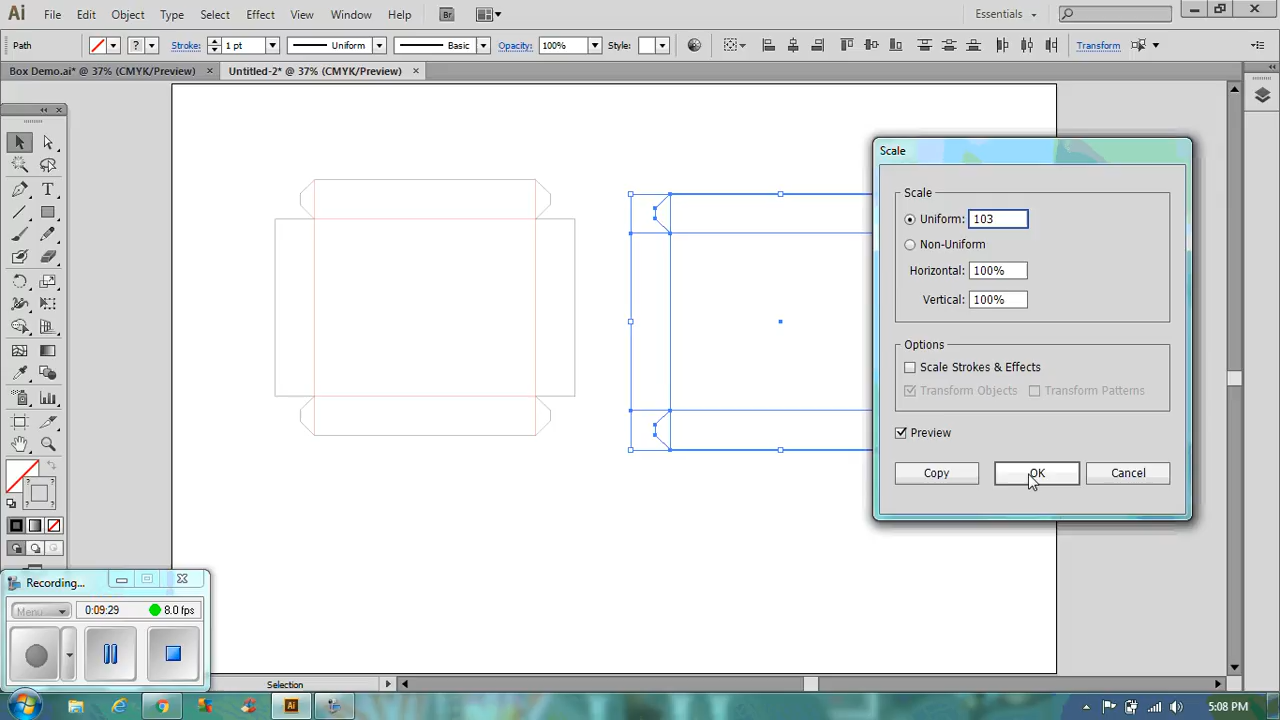 Ai File Edit Object Type Select Effect View Window Help Br Essentials
Path ? Stroke: 1 pt Uniform Basic Opacity: 100% Style: Transform
Box Demo.ai* @ 37% (CMYK/Preview) × Untitled-2* @ 37% (CMYK/Preview) ×
Scale
Scale
Uniform: 103
Non-Uniform
Horizontal: 100%
Vertical: 100%
Options
Scale Strokes & Effects
Transform Objects Transform Patterns
Preview
Copy OK Cancel
T
? ?
? ?
Recording...
Menu 0:09:29 8.0 fps
Selection
Ai 5:08 PM